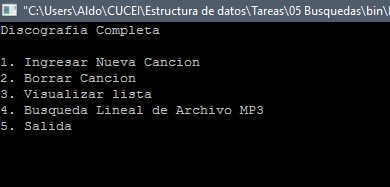 "C:\Users\Aldo\CUCEI\Estructura de datos\Tareas\05 Busquedas\bin\
Discografia Completa
1. Ingresar Nueva Cancion
2. Borrar Cancion
3. Visualizar lista
4. Busqueda Lineal de Archivo MP3
5. Salida